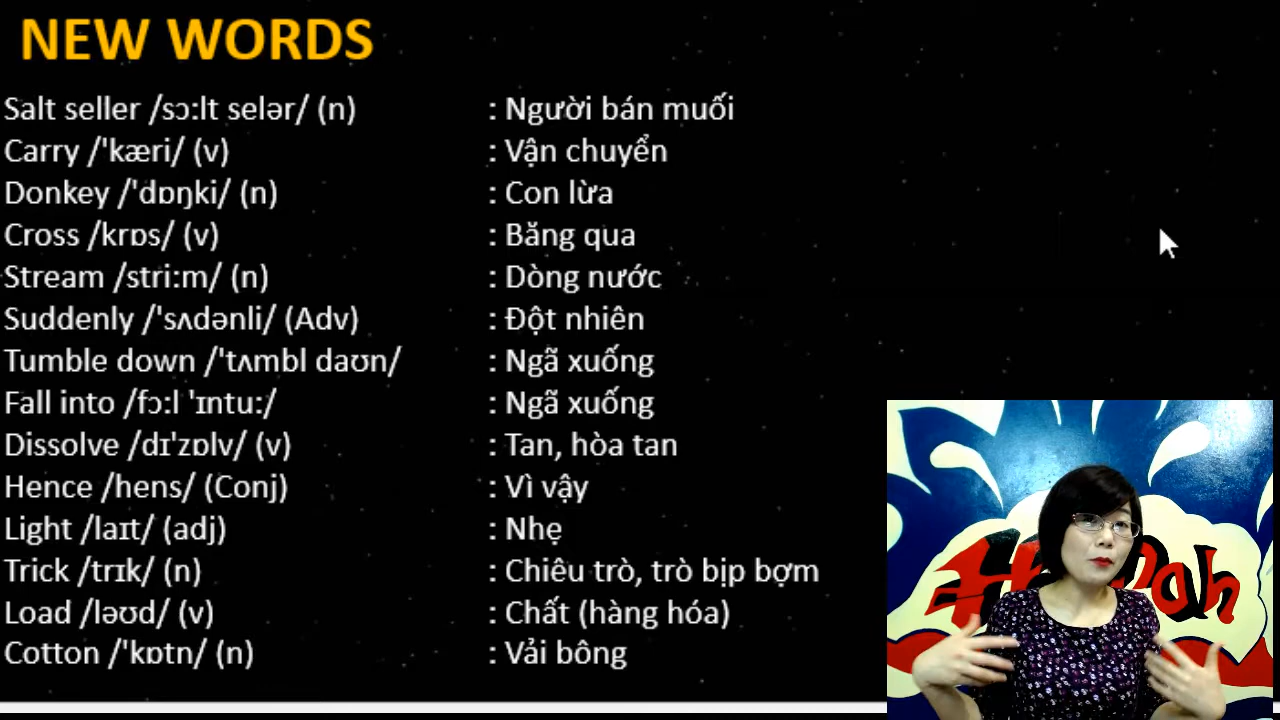 NEW WORDS
Salt seller /sɔ:lt selər/ (n) : Người bán muối
Carry /'kæri/ (v) : Vận chuyển
Donkey /'dɒŋki/ (n) : Con lừa
Cross /krɒs/ (v) : Băng qua
Stream /stri:m/ (n) : Dòng nước
Suddenly /'sʌdənli/ (Adv) : Đột nhiên
Tumble down /'tʌmbl daʊn/ : Ngã xuống
Fall into /fɔ:l 'ɪntu:/ : Ngã xuống
Dissolve /dɪ'zɒlv/ (v) : Tan, hòa tan
Hence /hens/ (Conj) : Vì vậy
Light /laɪt/ (adj) : Nhẹ
Trick /trɪk/ (n) : Chiêu trò, trò bịp bợm
Load /ləʊd/ (v) : Chất (hàng hóa)
Cotton /'kɒtn/ (n) : Vải bông